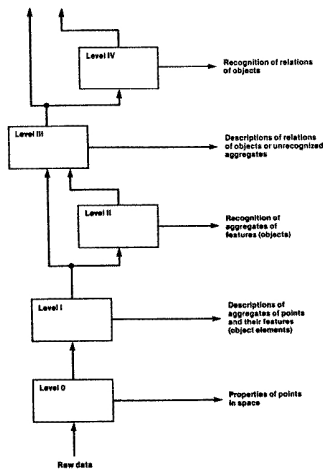 Level IV
Recognition of relations
of objects
Level III
Descriptions of relations
of objects or unrecognized
aggregates
Level II
Recognition of
aggregates of
features (objects)
Level I
Descriptions of
aggregates of points
and their features
(object elements)
Level 0
Properties of points
in space
Raw data